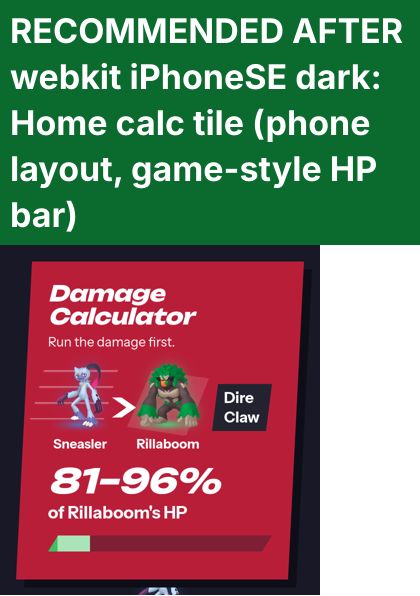 RECOMMENDED AFTER
webkit iPhoneSE dark:
Home calc tile (phone
layout, game-style HP
bar)
Damage
Calculator
Run the damage first.
Dire
Claw
Sneasler
Rillaboom
81–96%
of Rillaboom's HP